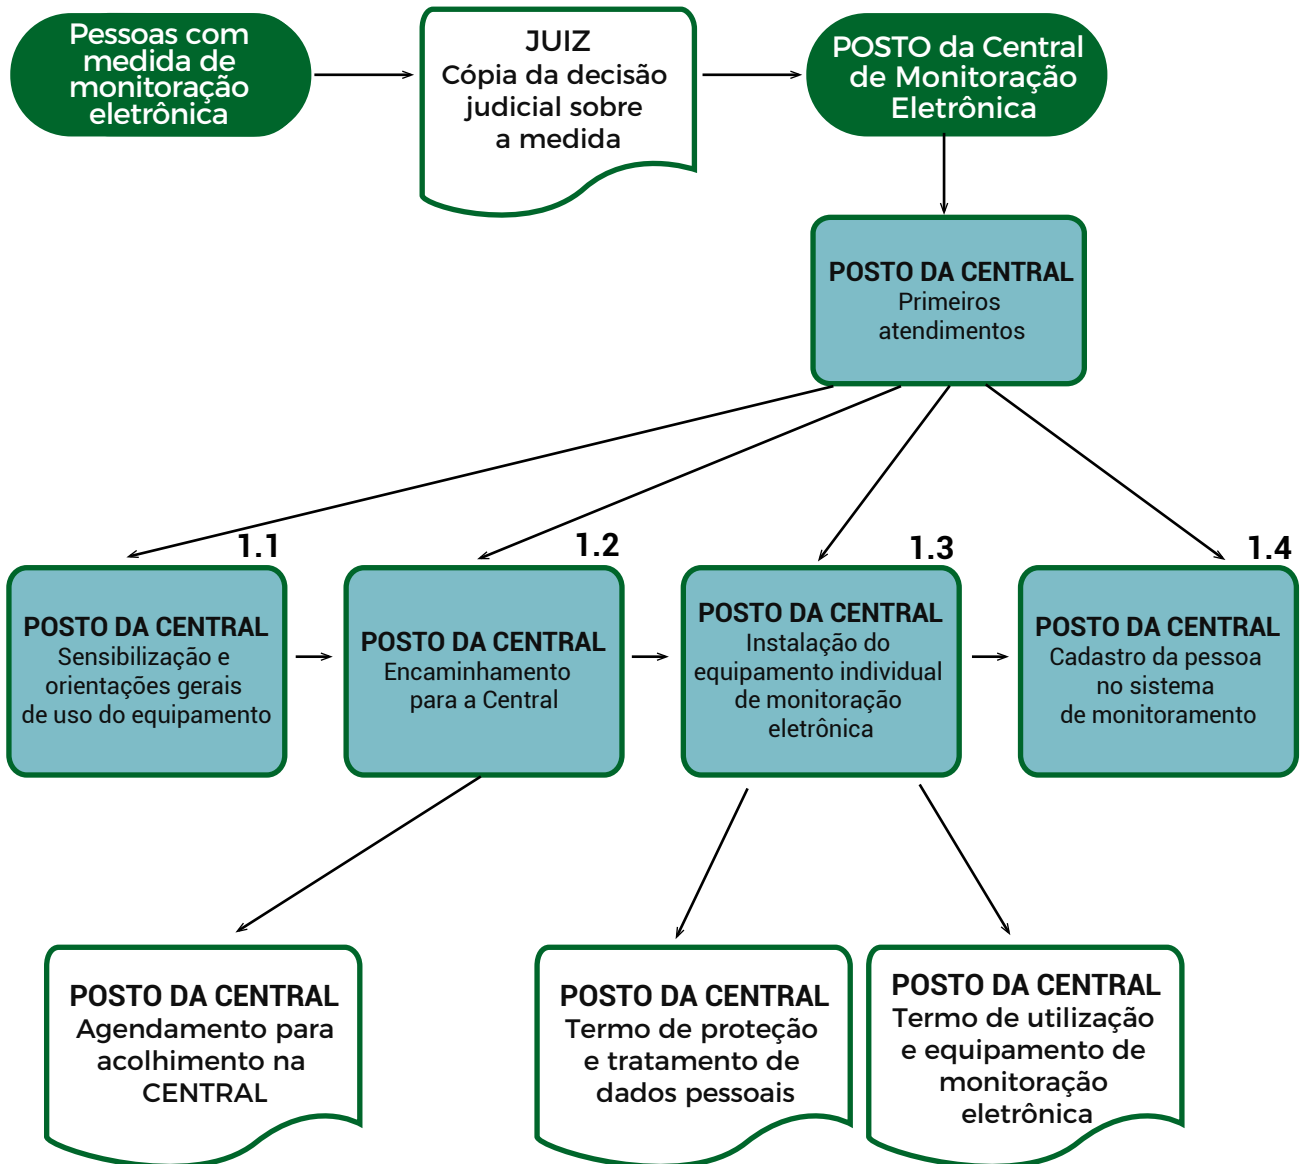 Pessoas com
medida de
monitoração
eletrônica
JUIZ
Cópia da decisão
judicial sobre
a medida
POSTO da Central
de Monitoração
Eletrônica
POSTO DA CENTRAL
Primeiros
atendimentos
1.1
POSTO DA CENTRAL
Sensibilização e
orientações gerais
de uso do equipamento
1.2
POSTO DA CENTRAL
Encaminhamento
para a Central
1.3
POSTO DA CENTRAL
Instalação do
equipamento individual
de monitoração
eletrônica
1.4
POSTO DA CENTRAL
Cadastro da pessoa
no sistema
de monitoramento
POSTO DA CENTRAL
Agendamento para
acolhimento na
CENTRAL
POSTO DA CENTRAL
Termo de proteção
e tratamento de
dados pessoais
POSTO DA CENTRAL
Termo de utilização
e equipamento de
monitoração
eletrônica